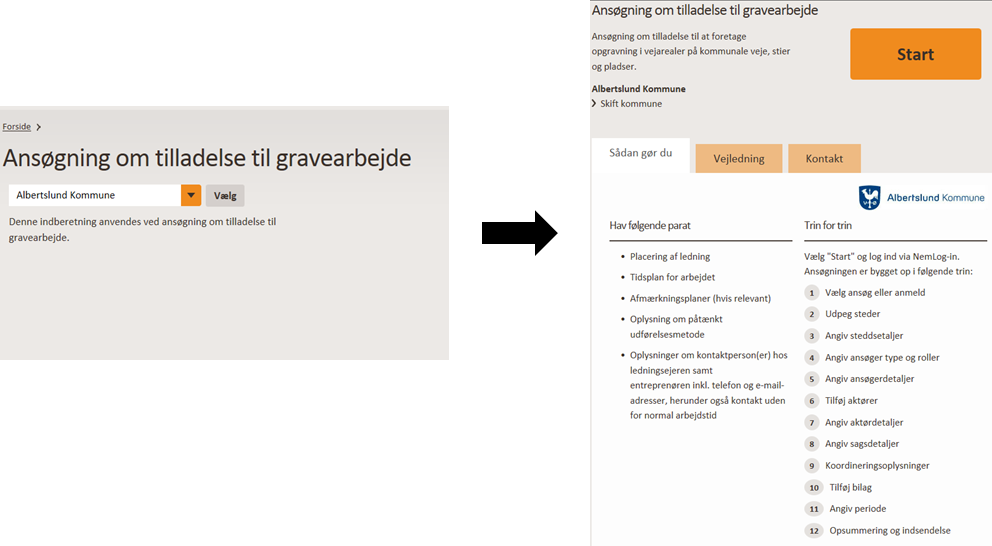 Forside
Ansøgning om tilladelse til gravearbejde
Albertslund Kommune
Vælg
Denne indberetning anvendes ved ansøgning om tilladelse til
gravearbejde.
Ansøgning om tilladelse til gravearbejde
Ansøgning om tilladelse til at foretage
opgravning i vejarealer på kommunale veje, stier
og pladser.
Start
Albertslund Kommune
Skift kommune
Sådan gør du
Vejledning
Kontakt
Albertslund Kommune
Hav følgende parat
• Placering af ledning
• Tidsplan for arbejdet
• Afmærkningsplaner (hvis relevant)
• Oplysning om påtænkt
udførelsesmetode
• Oplysninger om kontaktperson(er) hos
ledningsejeren samt
entreprenøren inkl. telefon og e-mail-
adresser, herunder også kontakt uden
for normal arbejdstid
Trin for trin
Vælg "Start" og log ind via NemLog-in.
Ansøgningen er bygget op i følgende trin:
1 Vælg ansøg eller anmeld
2 Udpeg steder
3 Angiv steddsetaljer
4 Angiv ansøger type og roller
5 Angiv ansøgerdetaljer
6 Tilføj aktører
7 Angiv aktørdetaljer
8 Angiv sagsdetaljer
9 Koordineringsoplysninger
10 Tilføj bilag
11 Angiv periode
12 Opsummering og indsendelse